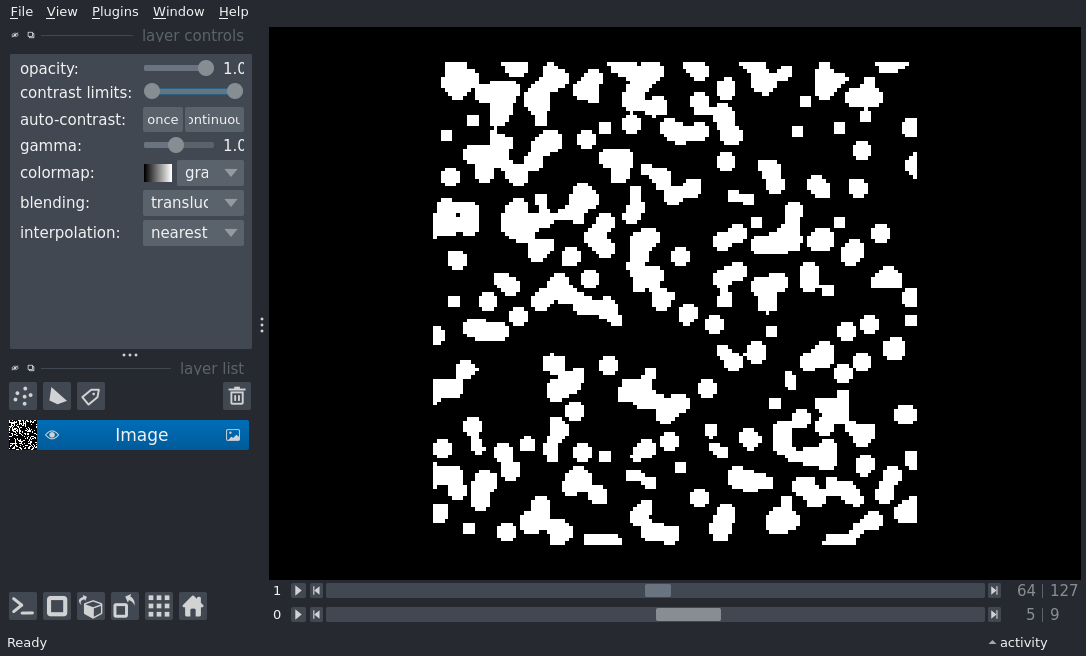 File View Plugins Window Help
layer controls
opacity: 1.0
contrast limits:
auto-contrast: once ontinuou
gamma: 1.0
colormap: gra
blending: transluc
interpolation: nearest
layer list
Image
1 64 | 127
0 5 | 9
Ready activity